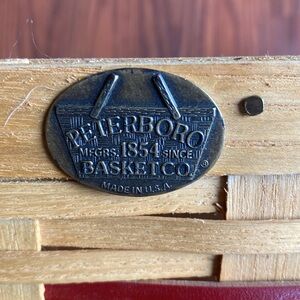 PETERBORO
MFGRS. 1854 SINCE
BASKET CO.
®
MADE IN U.S.A.